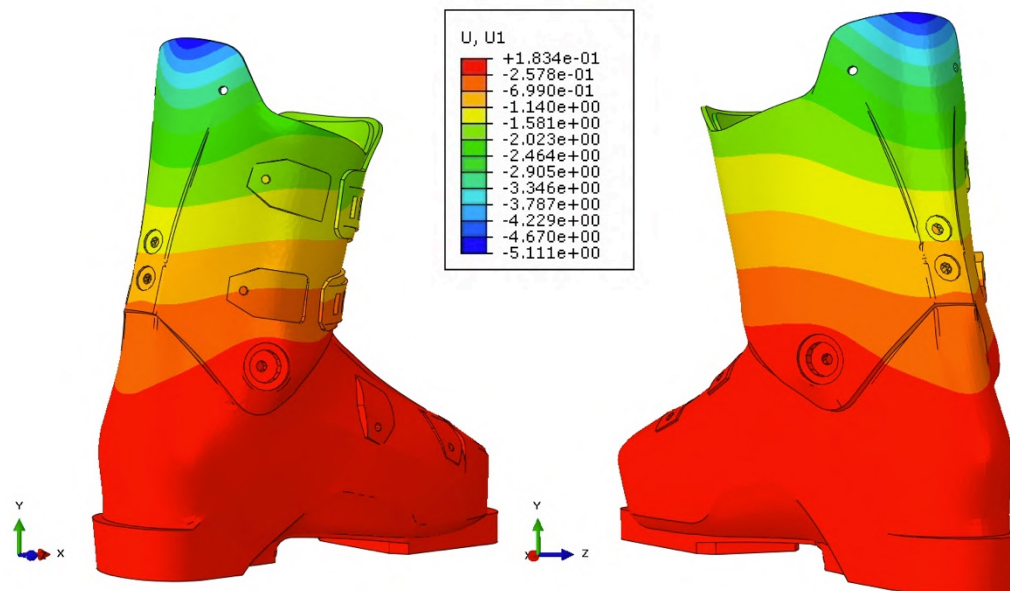 U, U1
+1.834e-01
-2.578e-01
-6.990e-01
-1.140e+00
-1.581e+00
-2.023e+00
-2.464e+00
-2.905e+00
-3.346e+00
-3.787e+00
-4.229e+00
-4.670e+00
-5.111e+00
Y
X
Y
X
Z